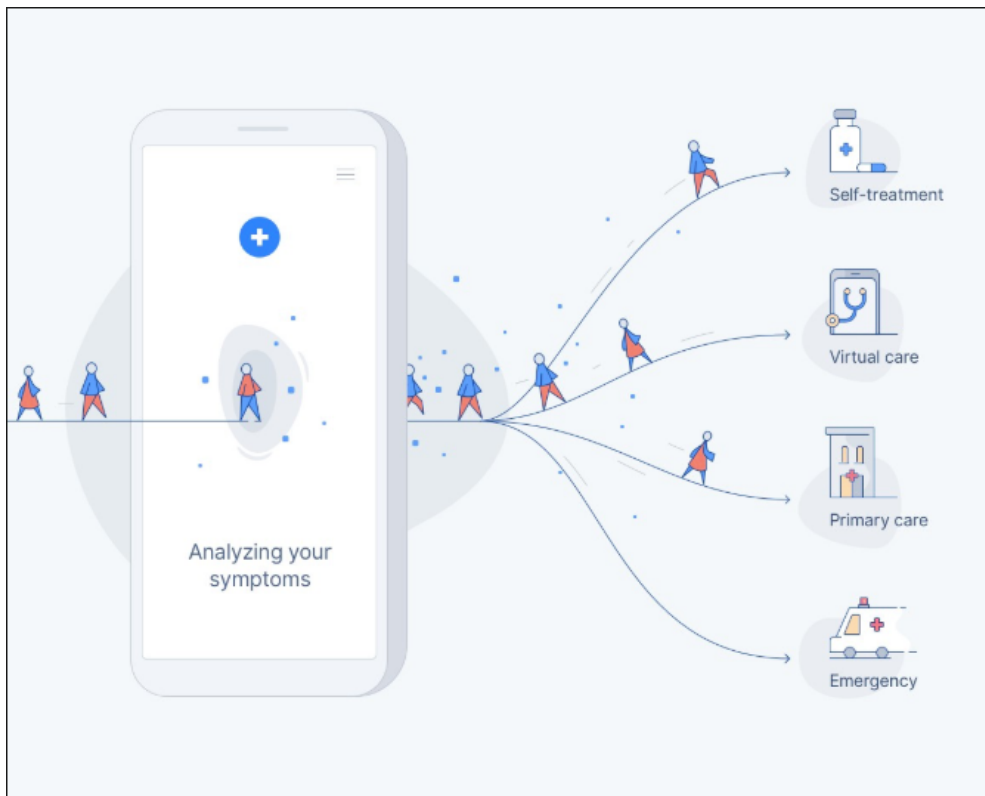 Analyzing your
symptoms
Self-treatment
Virtual care
Primary care
Emergency